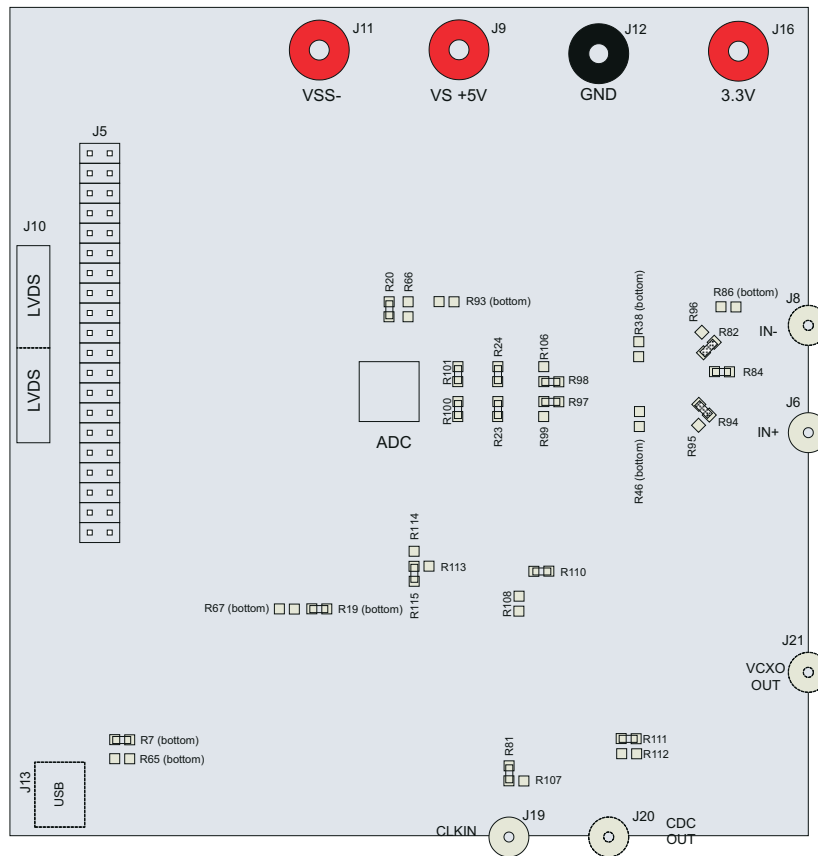 J11
J9
J12
J16
VSS-
VS +5V
GND
3.3V
J5
J10
LVDS
LVDS
R20
R66
R93 (bottom)
R38 (bottom)
R86 (bottom)
J8
IN-
R96
R82
R84
R101
R24
R106
R98
R97
R100
R23
R99
ADC
J6
IN+
R94
R95
R46 (bottom)
R114
R113
R115
R110
R108
R67 (bottom)
R19 (bottom)
J21
VCXO
OUT
R7 (bottom)
R65 (bottom)
R111
R112
R81
R107
J13
USB
CLKIN
J19
J20
CDC
OUT